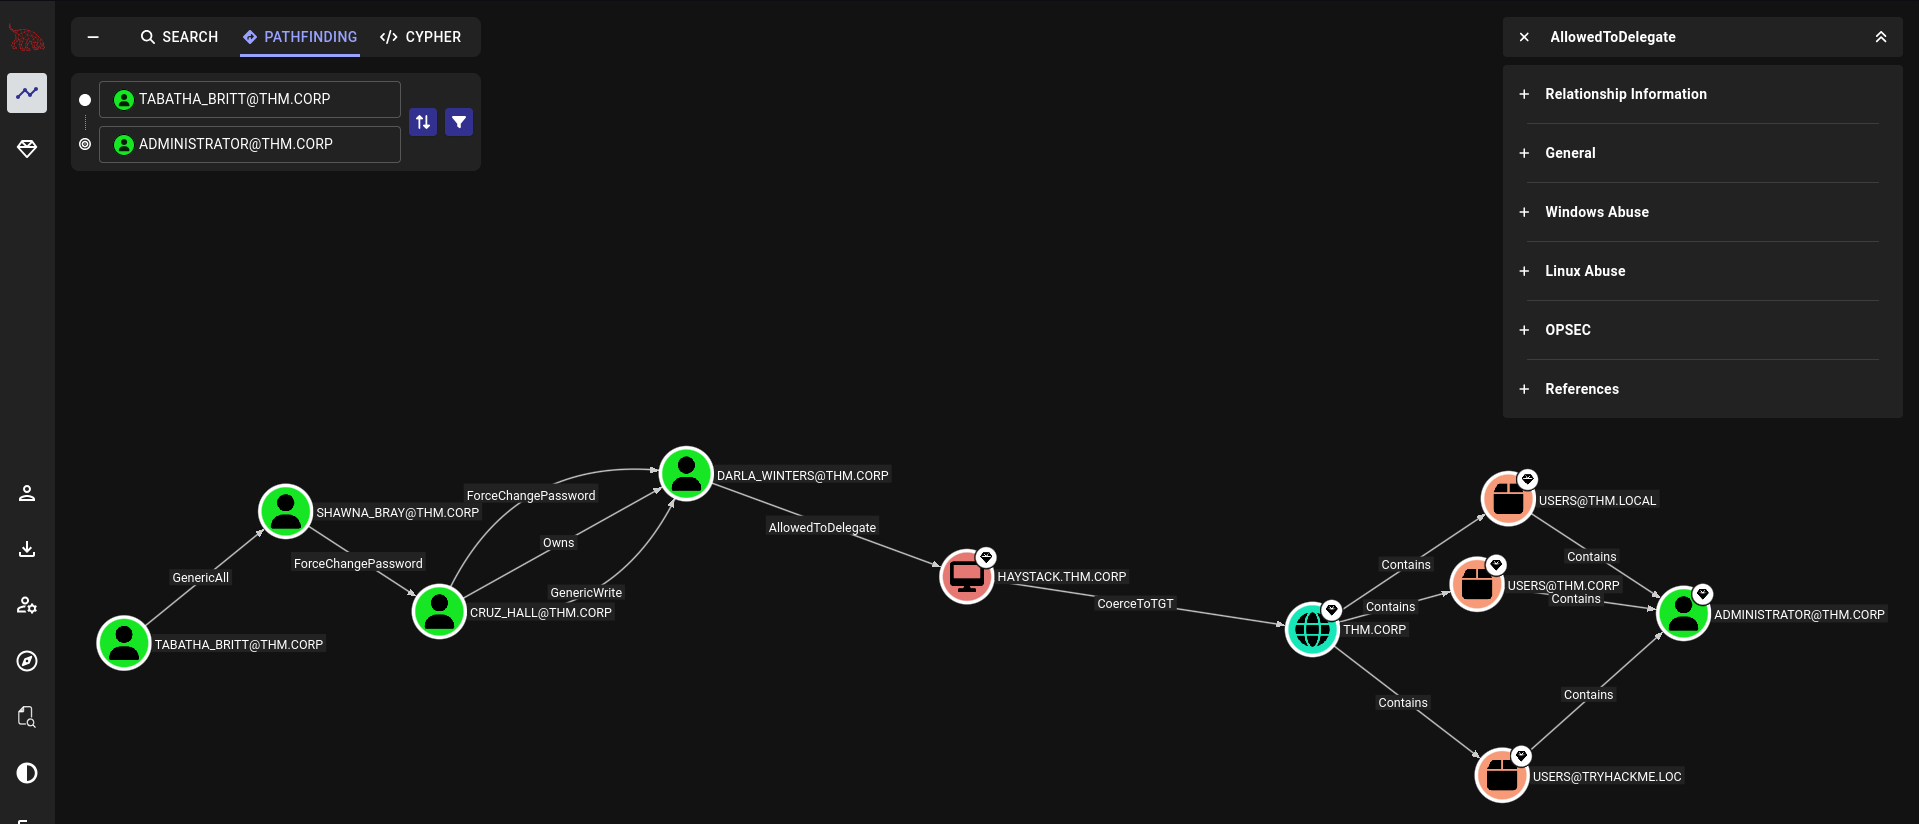 SEARCH
PATHFINDING
CYPHER
TABATHA_BRITT@THM.CORP
ADMINISTRATOR@THM.CORP
AllowedToDelegate
Relationship Information
General
Windows Abuse
Linux Abuse
OPSEC
References
TABATHA_BRITT@THM.CORP
GenericAll
SHAWNA_BRAY@THM.CORP
ForceChangePassword
CRUZ_HALL@THM.CORP
ForceChangePassword
Owns
GenericWrite
DARLA_WINTERS@THM.CORP
AllowedToDelegate
HAYSTACK.THM.CORP
CoerceToTGT
THM.CORP
Contains
Contains
Contains
USERS@THM.LOCAL
USERS@THM.CORP
USERS@TRYHACKME.LOC
Contains
Contains
Contains
ADMINISTRATOR@THM.CORP